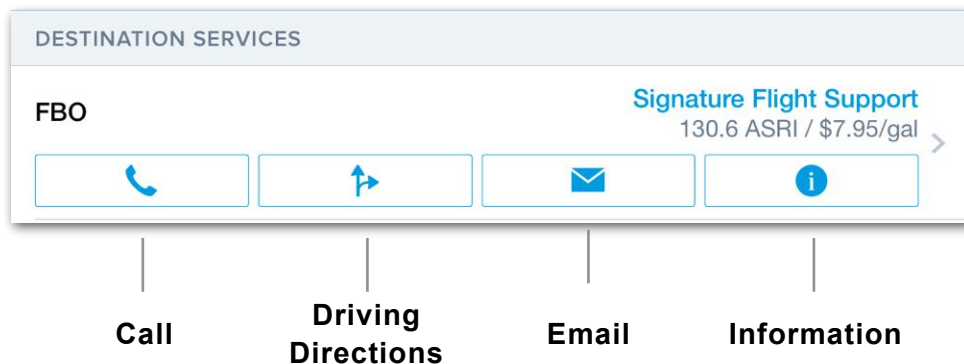 DESTINATION SERVICES
FBO
Signature Flight Support
130.6 ASRI / $7.95/gal
Call
Driving
Directions
Email
Information